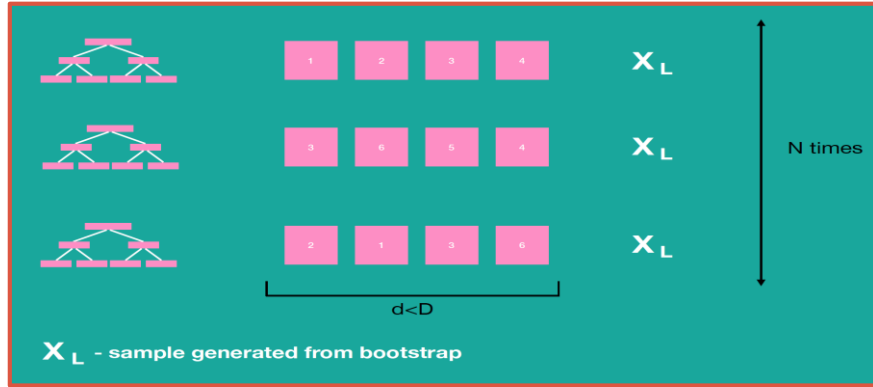 1 2 3 4 X L
3 6 5 4 X L
N times
2 1 3 6 X L
d<D
X L - sample generated from bootstrap